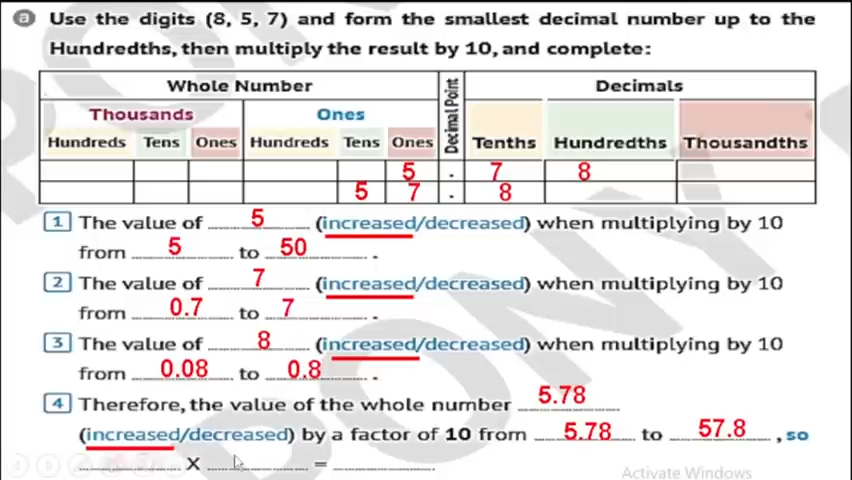 a Use the digits (8, 5, 7) and form the smallest decimal number up to the
Hundredths, then multiply the result by 10, and complete:
Whole Number Decimal Point Decimals
Thousands Ones
Hundreds Tens Ones Hundreds Tens Ones Tenths Hundredths Thousandths
5 . 7 8
5 7 . 8
1 The value of 5 (increased/decreased) when multiplying by 10
from 5 to 50 .
2 The value of 7 (increased/decreased) when multiplying by 10
from 0.7 to 7 .
3 The value of 8 (increased/decreased) when multiplying by 10
from 0.08 to 0.8 .
4 Therefore, the value of the whole number 5.78
(increased/decreased) by a factor of 10 from 5.78 to 57.8 , so
x = .
Activate Windows